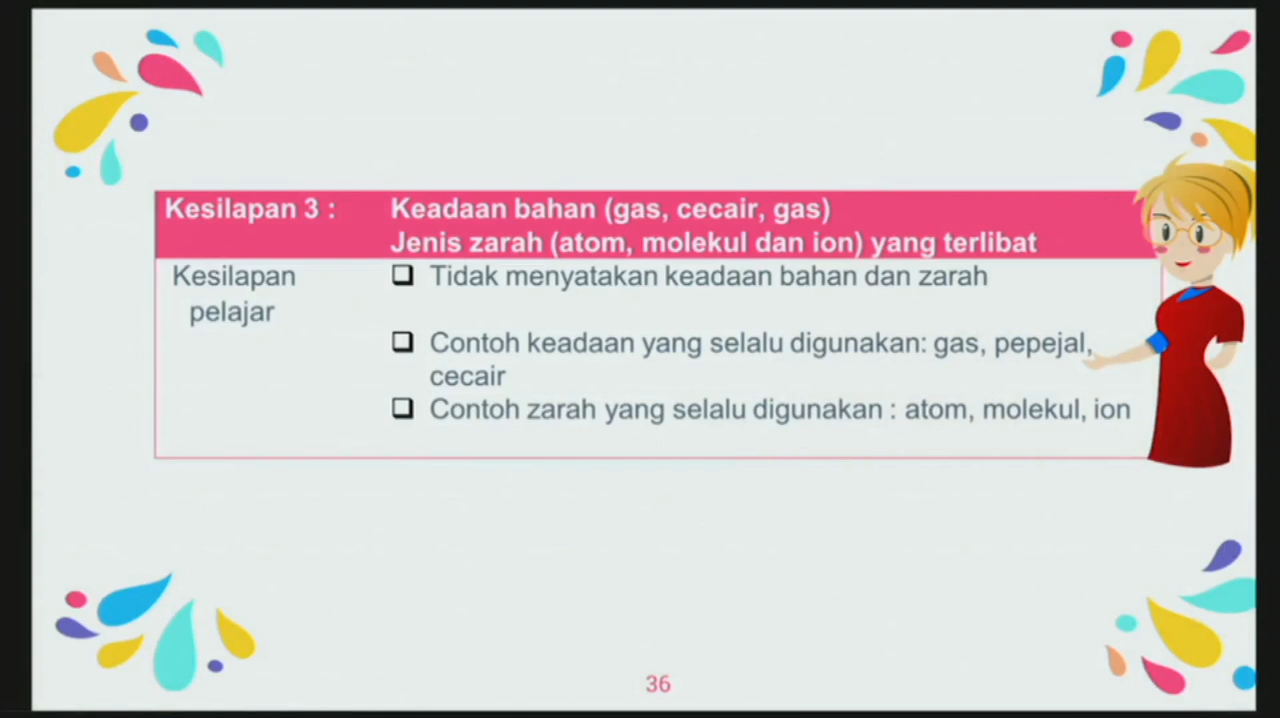 Kesilapan 3 :
Keadaan bahan (gas, cecair, gas)
Jenis zarah (atom, molekul dan ion) yang terlibat
Kesilapan
pelajar
❑ Tidak menyatakan keadaan bahan dan zarah
❑ Contoh keadaan yang selalu digunakan: gas, pepejal,
cecair
❑ Contoh zarah yang selalu digunakan : atom, molekul, ion
36